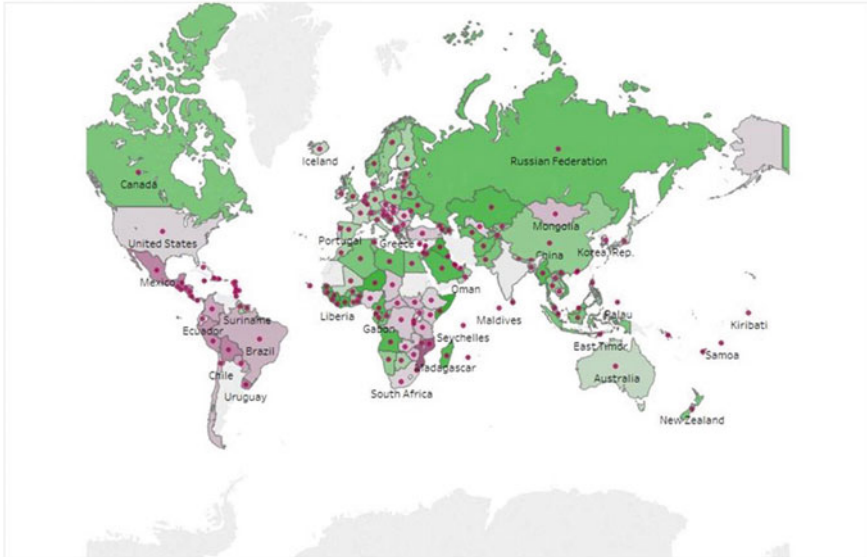 Iceland
Canada
Russian Federation
United States
Portugal
Greece
Mongolia
China
Korea, Rep.
Mexico
Oman
Liberia
Suriname
Ecuador
Gabon
Maldives
Palau
Kiribati
Brazil
Seychelles
East Timor
Samoa
Chile
Madagascar
Australia
Uruguay
South Africa
New Zealand